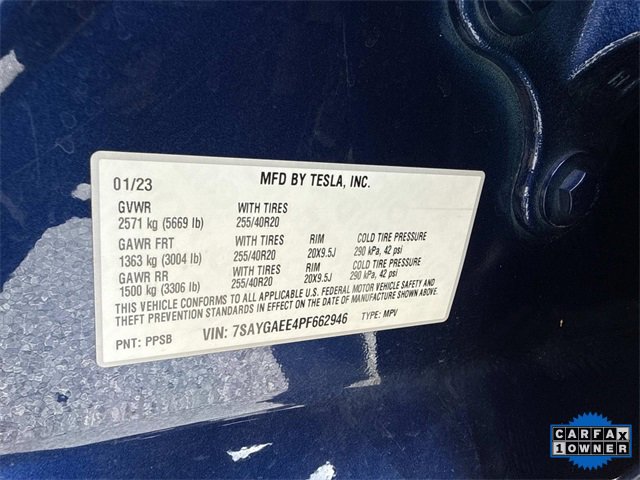 01/23 MFD BY TESLA, INC.
GVWR WITH TIRES
2571 kg (5669 lb) 255/40R20
GAWR FRT WITH TIRES RIM COLD TIRE PRESSURE
1363 kg (3004 lb) 255/40R20 20X9.5J 290 kPa, 42 psi
GAWR RR WITH TIRES RIM COLD TIRE PRESSURE
1500 kg (3306 lb) 255/40R20 20X9.5J 290 kPa, 42 psi
THIS VEHICLE CONFORMS TO ALL APPLICABLE U.S. FEDERAL MOTOR VEHICLE SAFETY AND
THEFT PREVENTION STANDARDS IN EFFECT ON THE DATE OF MANUFACTURE SHOWN ABOVE.
PNT: PPSB VIN: 7SAYGAEE4PF662946 TYPE: MPV
CARFAX
1 OWNER